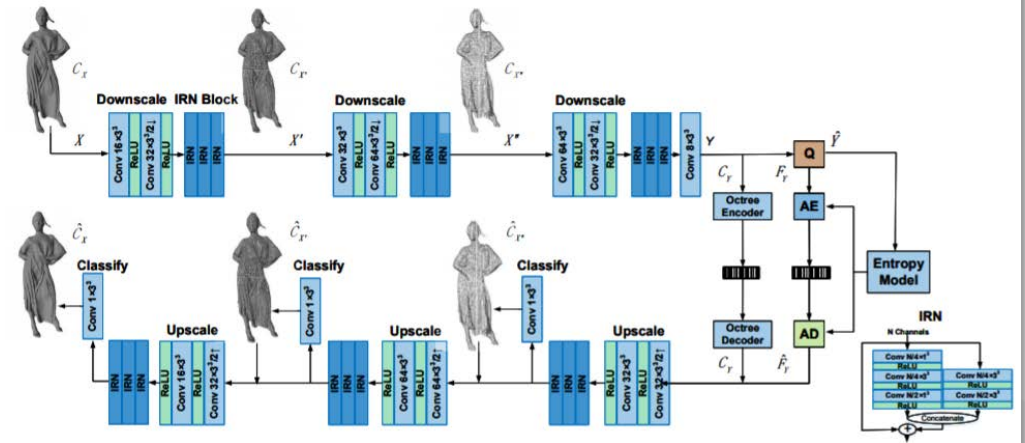 C_X
C_X'
C_X"
Downscale IRN Block
Downscale
Downscale
X
Conv 16×3³
ReLU
Conv 32×3³/2↓
ReLU
IRN
IRN
IRN
X'
Conv 32×3³
ReLU
Conv 64×3³/2↓
ReLU
IRN
IRN
IRN
X"
Conv 64×3³
ReLU
Conv 32×3³/2↓
ReLU
IRN
IRN
IRN
Conv 8×3³
Y
Q
Ŷ
C_Y
F_Y
Octree
Encoder
AE
Entropy
Model
Octree
Decoder
AD
C_Y
F̂_Y
Ĉ_X
Ĉ_X'
Ĉ_X"
Classify
Classify
Classify
Conv 1×3³
Conv 1×3³
Conv 1×3³
Upscale
Upscale
Upscale
IRN
IRN
IRN
ReLU
Conv 16×3³
ReLU
Conv 32×3³/2↑
IRN
IRN
IRN
ReLU
Conv 64×3³
ReLU
Conv 64×3³/2↑
IRN
IRN
IRN
ReLU
Conv 32×3³
ReLU
Conv 32×3³/2↑
IRN
N Channels
Conv N/4×1³
ReLU
Conv N/4×3³
ReLU
Conv N/2×1³
ReLU
Conv N/4×3³
ReLU
Conv N/2×3³
ReLU
Concatenate
+